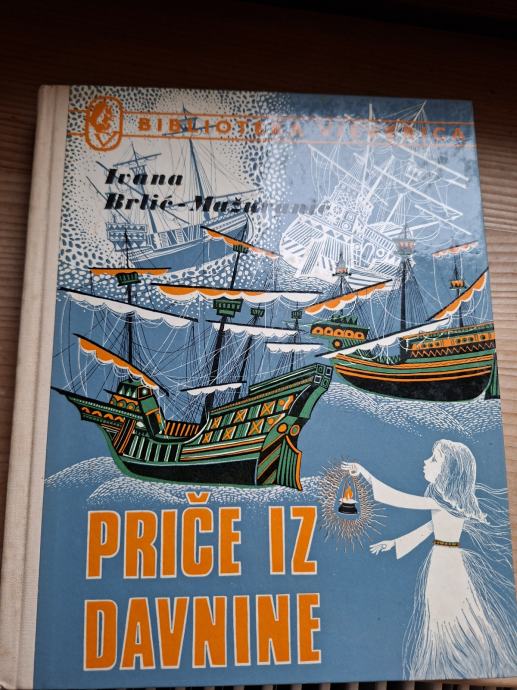 BIBLIOTEKA VJEVERICA
Ivana
Brlić-Mažuranić
PRIČE IZ
DAVNINE